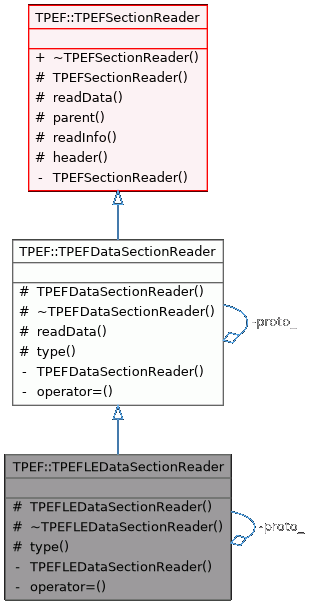 TPEF::TPEFSectionReader
+ ~TPEFSectionReader()
# TPEFSectionReader()
# readData()
# parent()
# readInfo()
# header()
- TPEFSectionReader()
TPEF::TPEFDataSectionReader
# TPEFDataSectionReader()
# ~TPEFDataSectionReader()
# readData()
# type()
- TPEFDataSectionReader()
- operator=()
-proto_
TPEF::TPEFLEDataSectionReader
# TPEFLEDataSectionReader()
# ~TPEFLEDataSectionReader()
# type()
- TPEFLEDataSectionReader()
- operator=()
-proto_